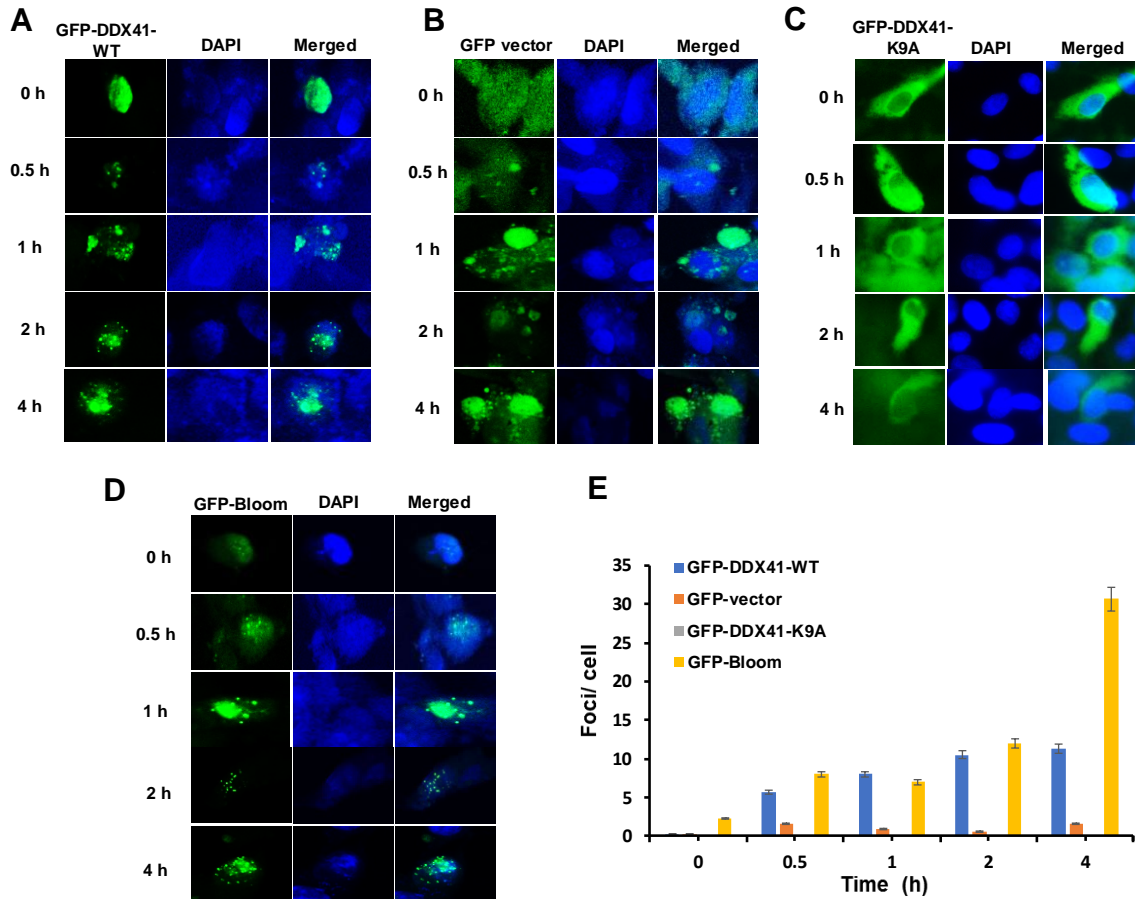 A
GFP-DDX41-
WT
DAPI
Merged
0 h
0.5 h
1 h
2 h
4 h
B
GFP vector
DAPI
Merged
0 h
0.5 h
1 h
2 h
4 h
C
GFP-DDX41-
K9A
DAPI
Merged
0 h
0.5 h
1 h
2 h
4 h
D
GFP-Bloom
DAPI
Merged
0 h
0.5 h
1 h
2 h
4 h
E
GFP-DDX41-WT
GFP-vector
GFP-DDX41-K9A
GFP-Bloom
Foci/ cell
35
30
25
20
15
10
5
0
0 0.5 1 2 4
Time (h)